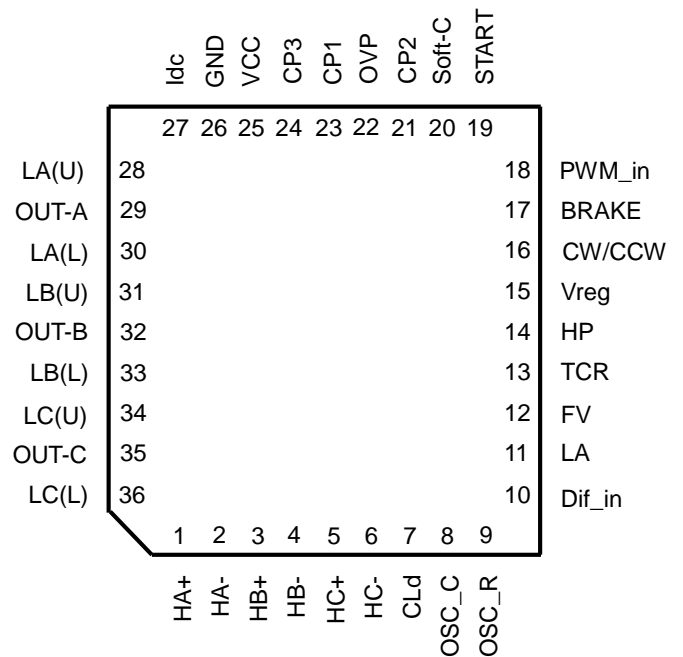 Idc GND VCC CP3 CP1 OVP CP2 Soft-C START
27 26 25 24 23 22 21 20 19
LA(U) 28 18 PWM_in
OUT-A 29 17 BRAKE
LA(L) 30 16 CW/CCW
LB(U) 31 15 Vreg
OUT-B 32 14 HP
LB(L) 33 13 TCR
LC(U) 34 12 FV
OUT-C 35 11 LA
LC(L) 36 10 Dif_in
1 2 3 4 5 6 7 8 9
HA+ HA- HB+ HB- HC+ HC- CLd OSC_C OSC_R